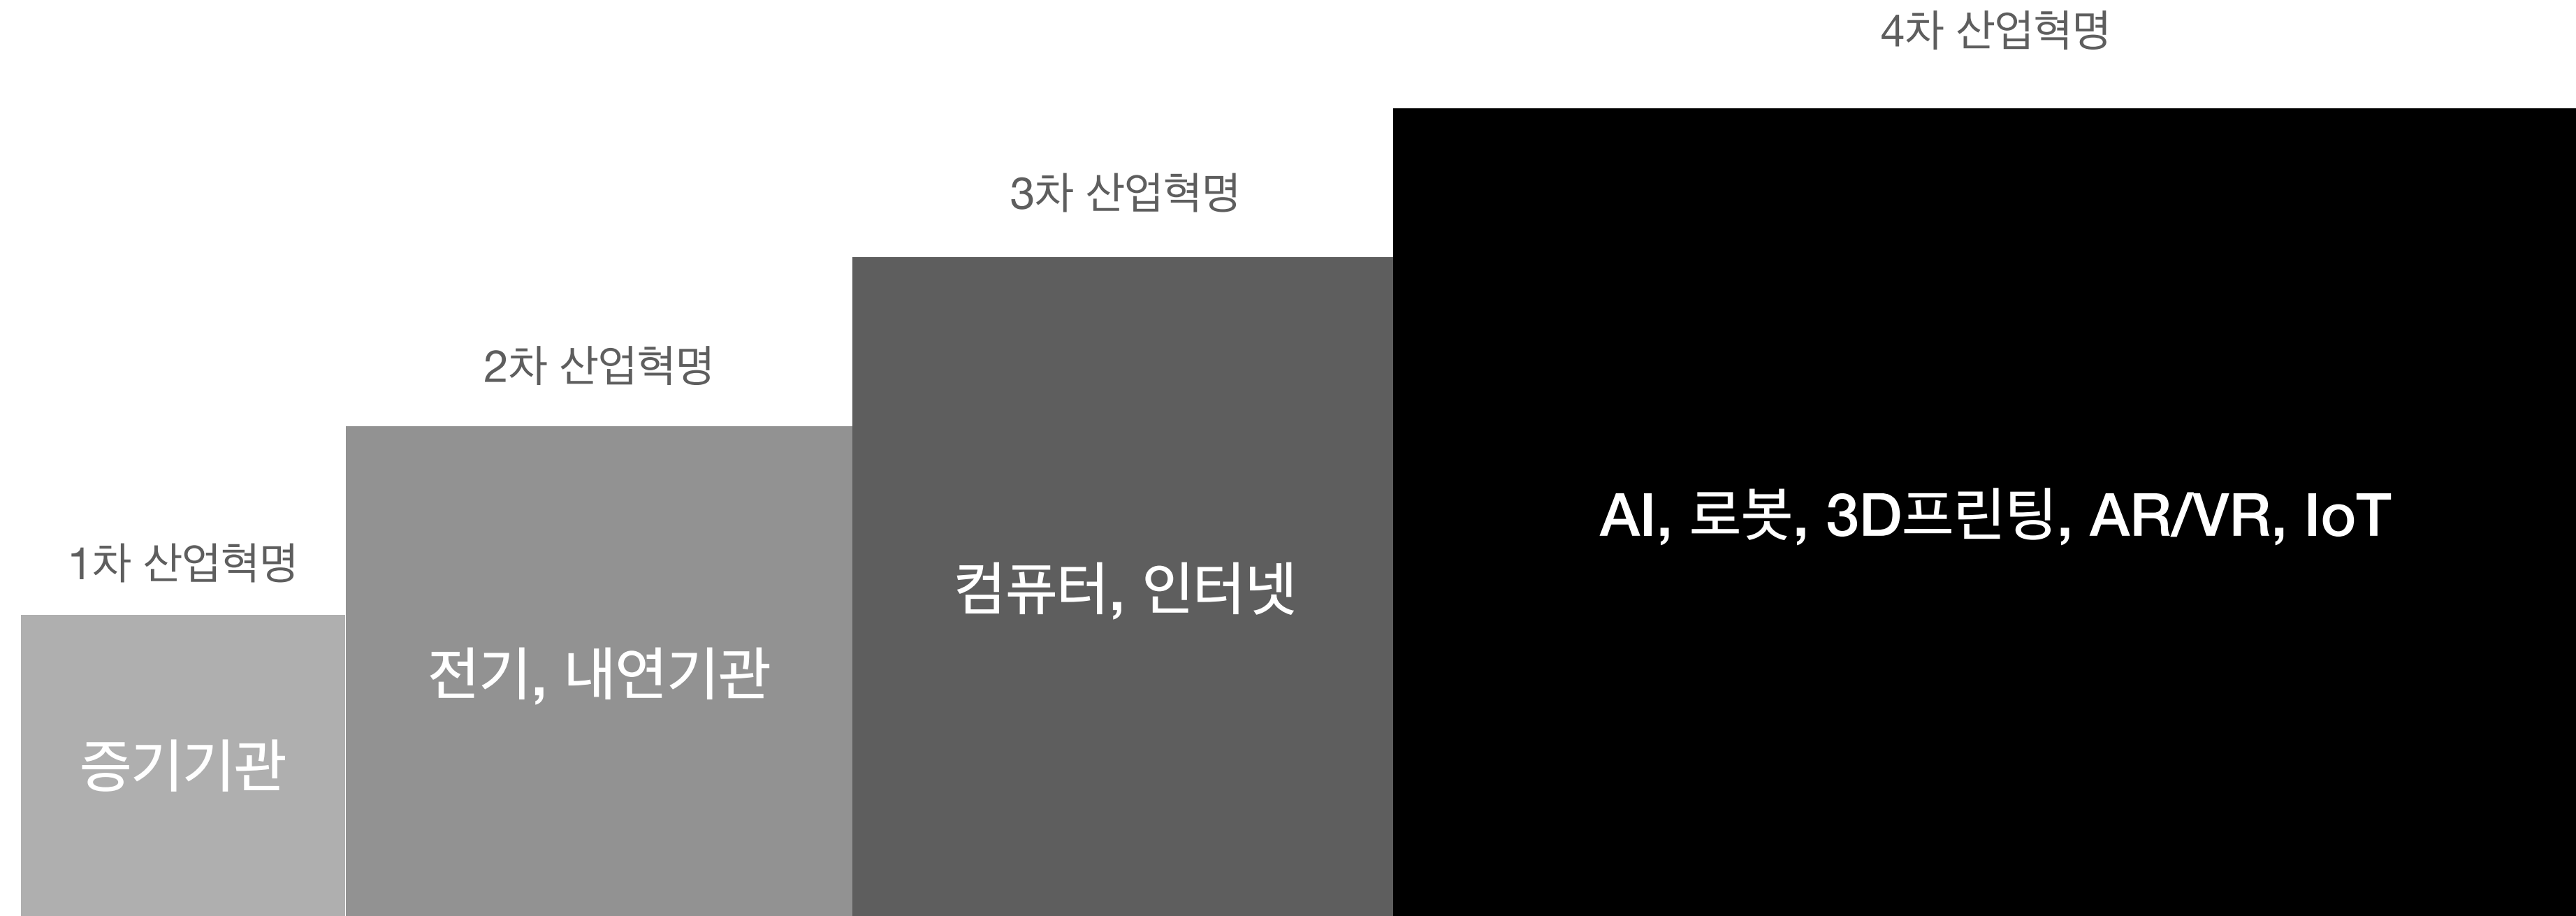 1차 산업혁명
증기기관
2차 산업혁명
전기, 내연기관
3차 산업혁명
컴퓨터, 인터넷
4차 산업혁명
AI, 로봇, 3D프린팅, AR/VR, IoT